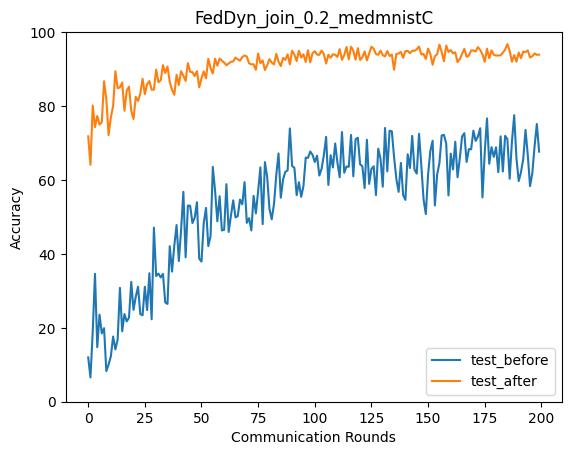 FedDyn_join_0.2_medmnistC
100
80
60
40
20
0
Accuracy
0 25 50 75 100 125 150 175 200
Communication Rounds
test_before
test_after